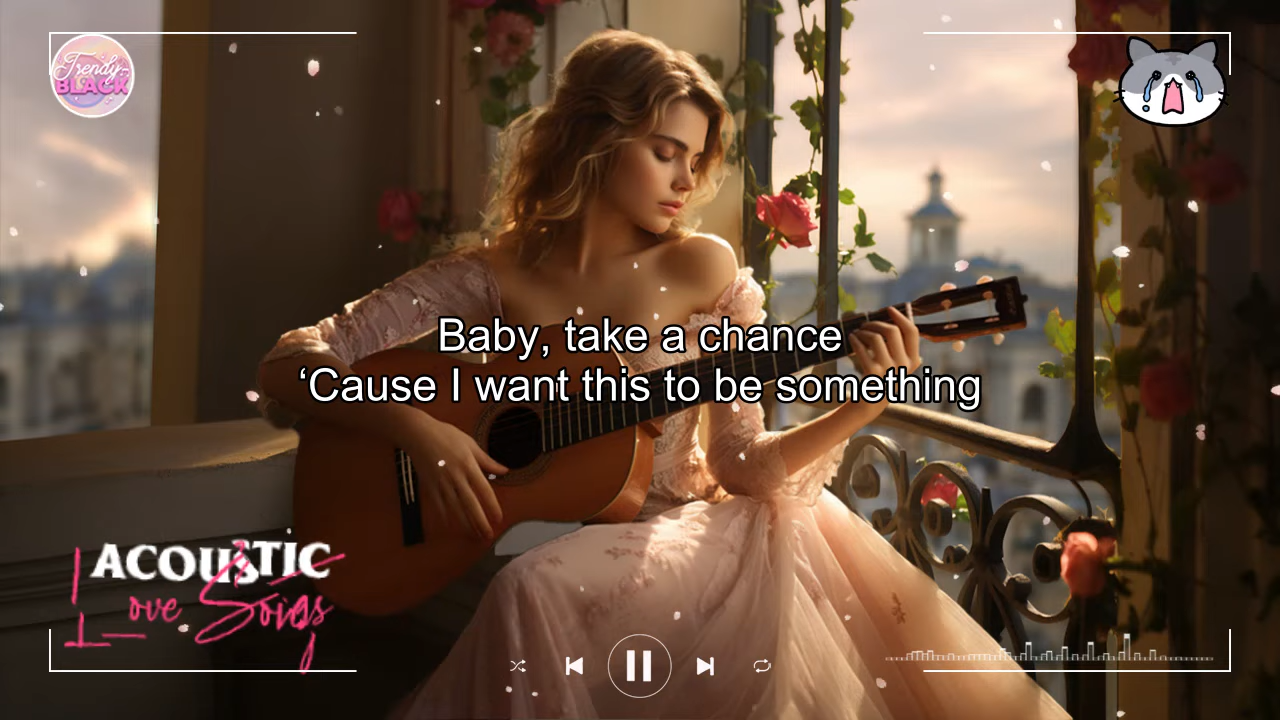 Trendy
BLACK
Baby, take a chance
‘Cause I want this to be something
ACOUSTIC
Love Songs